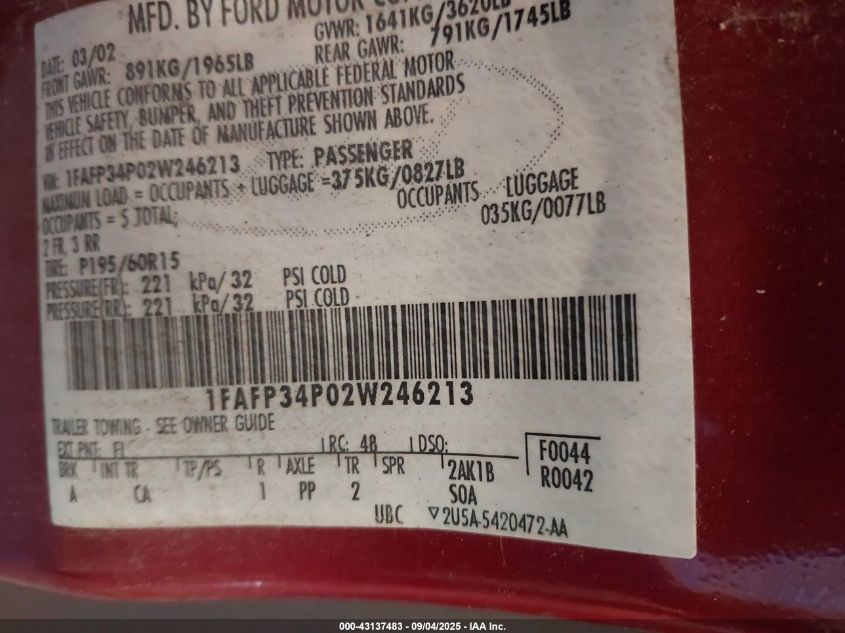 MFD. BY FORD MOTOR CO
DATE: 03/02 GVWR: 1641KG/3620LB
FRONT GAWR: 891KG/1965LB REAR GAWR: 791KG/1745LB
THIS VEHICLE CONFORMS TO ALL APPLICABLE FEDERAL MOTOR
VEHICLE SAFETY, BUMPER, AND THEFT PREVENTION STANDARDS
IN EFFECT ON THE DATE OF MANUFACTURE SHOWN ABOVE.
VIN: 1FAFP34P02W246213 TYPE: PASSENGER
MAXIMUM LOAD = OCCUPANTS + LUGGAGE =375KG/0827LB
OCCUPANTS = 5 TOTAL; OCCUPANTS LUGGAGE
2 FR, 3 RR 035KG/0077LB
TIRE: P195/60R15
PRESSURE(FR): 221 kPa/ 32 PSI COLD
PRESSURE(RR): 221 kPa/ 32 PSI COLD
1FAFP34P02W246213
TRAILER TOWING - SEE OWNER GUIDE
EXT PNT: FL RC: 48 DSO: F0044
BRK INT TR TP/PS R AXLE TR SPR 2AK1B R0042
A CA 1 PP 2 SOA
UBC ▽2U5A-5420472-AA
000-43137483 - 09/04/2025 - IAA Inc.